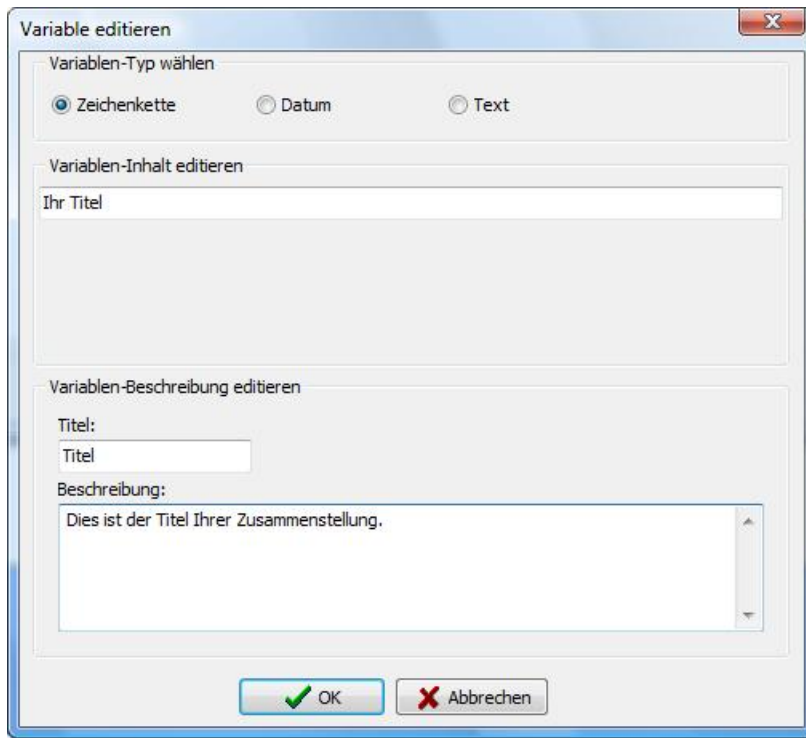 Variable editieren
Variablen-Typ wählen
Zeichenkette Datum Text
Variablen-Inhalt editieren
Ihr Titel
Variablen-Beschreibung editieren
Titel:
Titel
Beschreibung:
Dies ist der Titel Ihrer Zusammenstellung.
OK Abbrechen